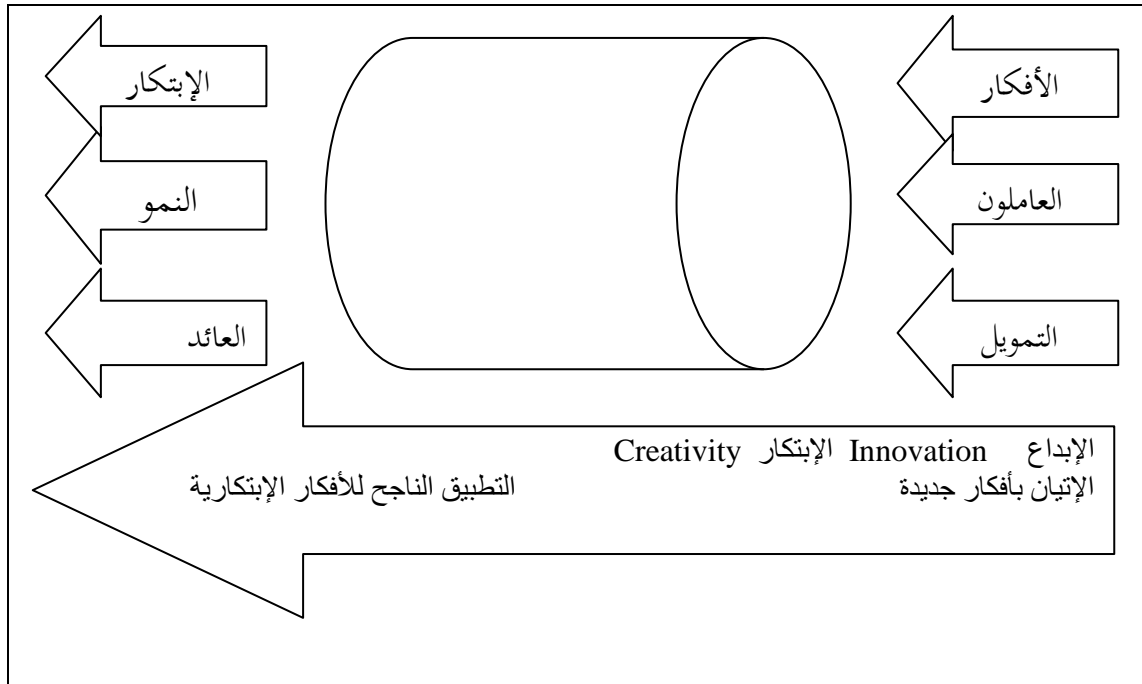 الأفكار
العاملون
التمويل
الإبتكار
النمو
العائد
الإبداع Innovation الإبتكار Creativity
الإتيان بأفكار جديدة التطبيق الناجح للأفكار الإبتكارية